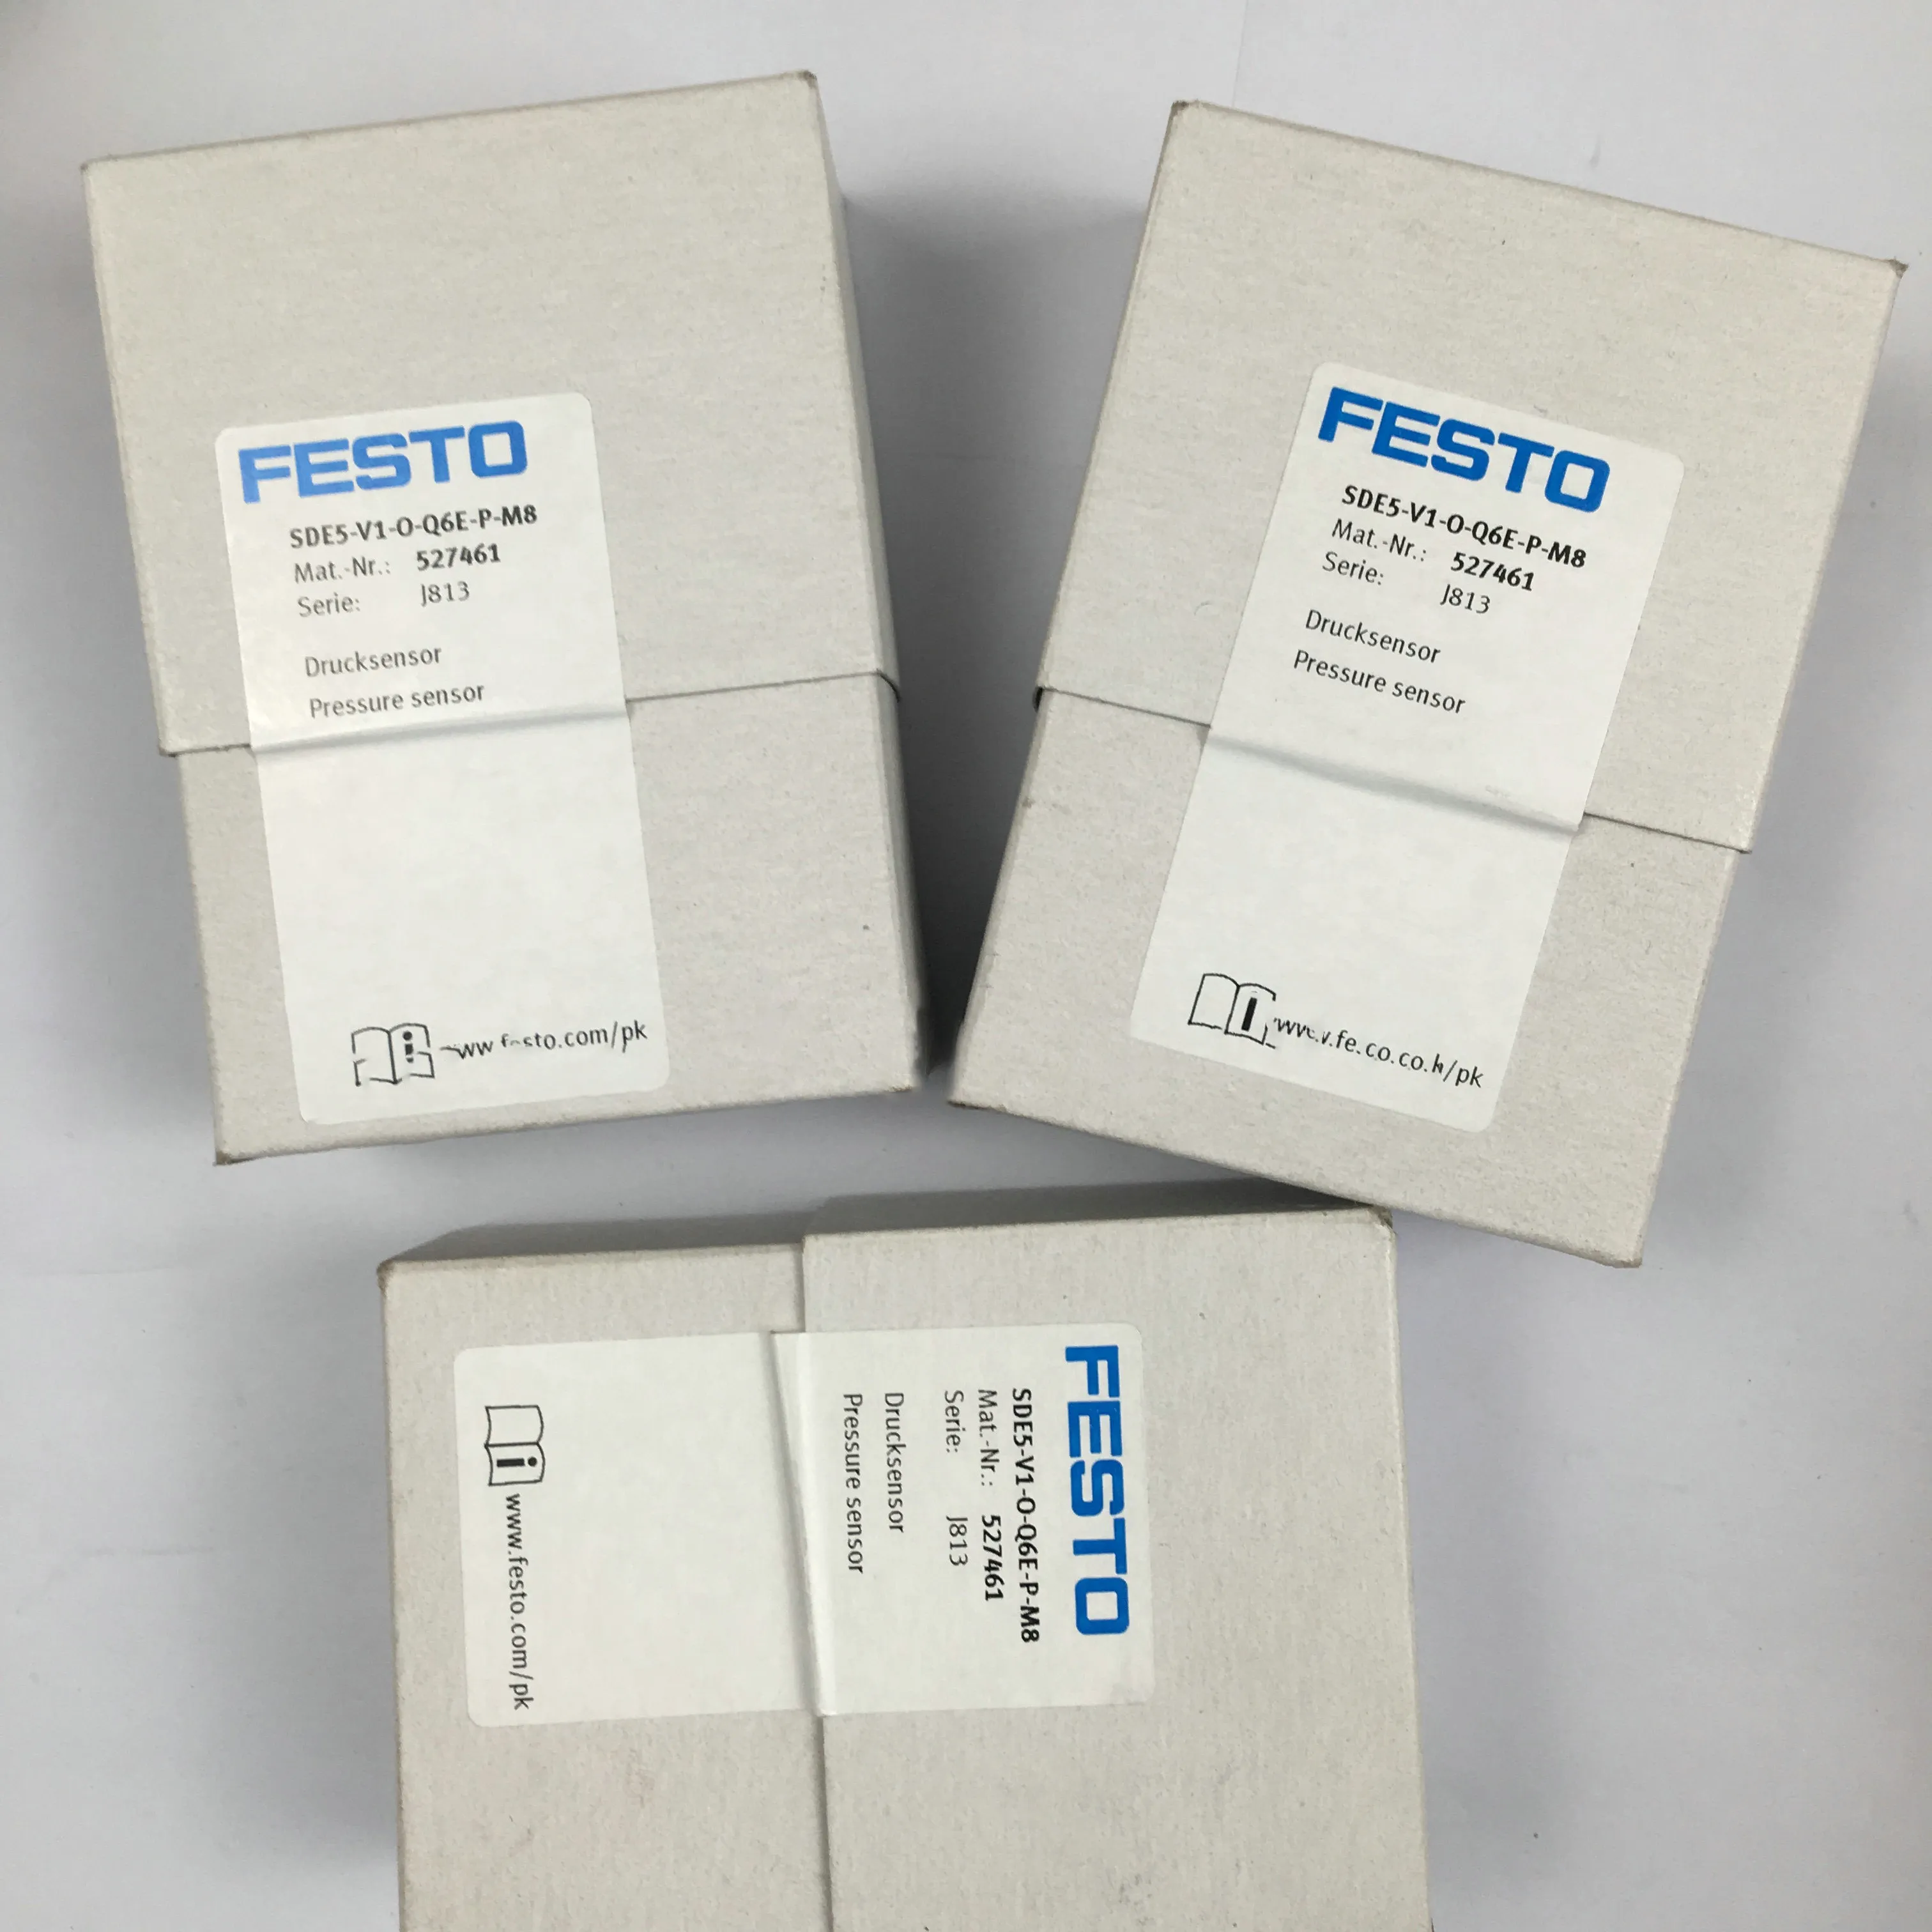 FESTO
SDE5-V1-O-Q6E-P-M8
Mat.-Nr.: 527461
Serie: J813
Drucksensor
Pressure sensor
FESTO
SDE5-V1-O-Q6E-P-M8
Mat.-Nr.: 527461
Serie: J813
Drucksensor
Pressure sensor
FESTO
SDE5-V1-O-Q6E-P-M8
Mat.-Nr.: 527461
Serie: J813
Drucksensor
Pressure sensor
www.festo.com/pk